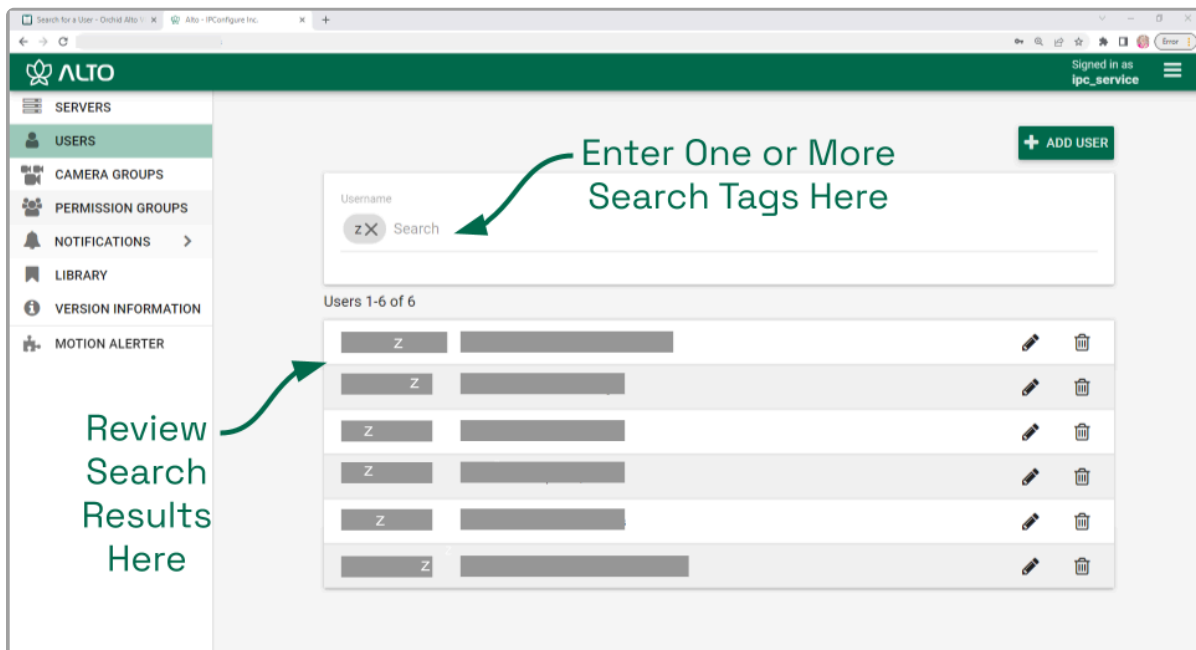 Search for a User - Orchid Alto
Alto - IPConfigure Inc.
Error
ALTO
Signed in as
ipc_service
SERVERS
USERS
CAMERA GROUPS
PERMISSION GROUPS
NOTIFICATIONS
LIBRARY
VERSION INFORMATION
MOTION ALERTER
ADD USER
Enter One or More
Search Tags Here
Username
z
Search
Users 1-6 of 6
z
z
z
z
z
z
Review
Search
Results
Here